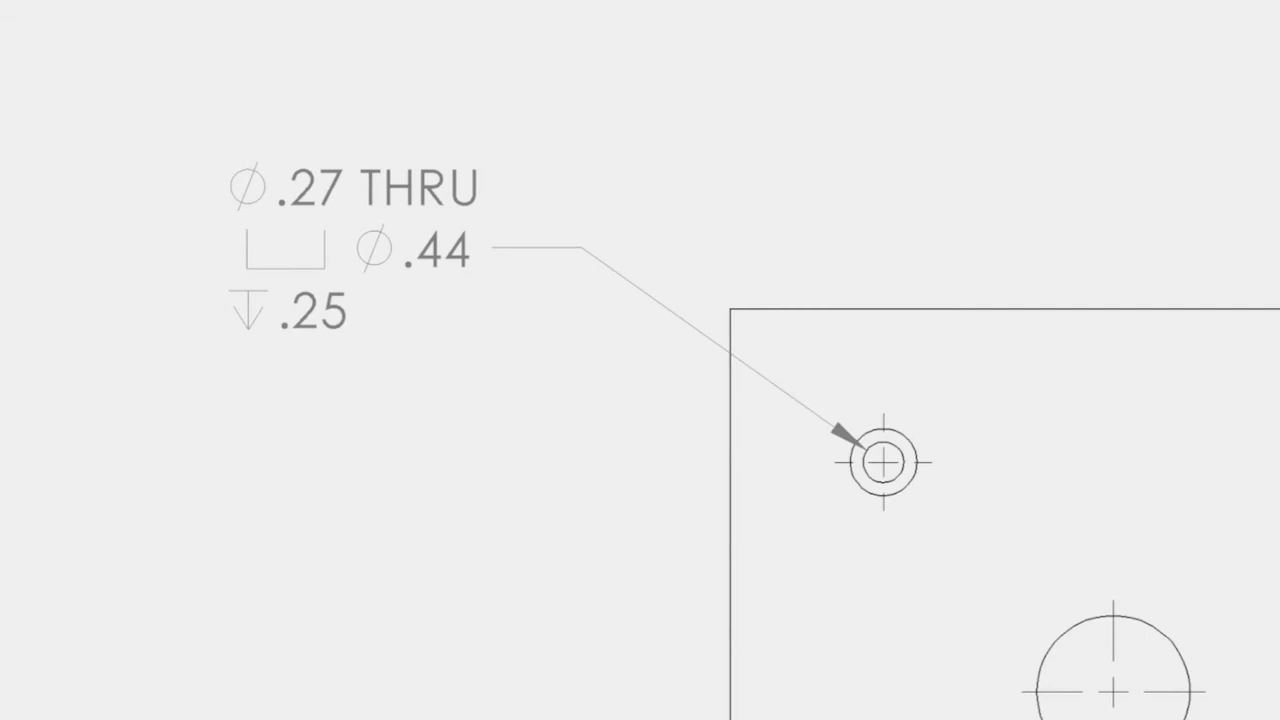 ⌀ .27 THRU
⌴ ⌀ .44
↧ .25